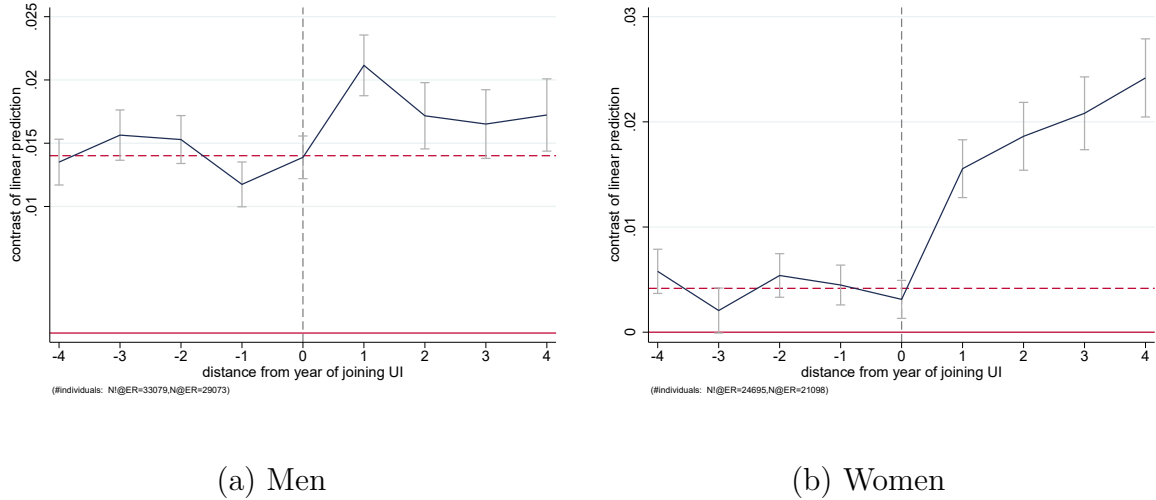 .025
.02
.015
.01
contrast of linear prediction
-4 -3 -2 -1 0 1 2 3 4
distance from year of joining UI
(#individuals: N!@ER=33079,N@ER=29073)
(a) Men
.03
.02
.01
0
contrast of linear prediction
-4 -3 -2 -1 0 1 2 3 4
distance from year of joining UI
(#individuals: N!@ER=24695,N@ER=21098)
(b) Women